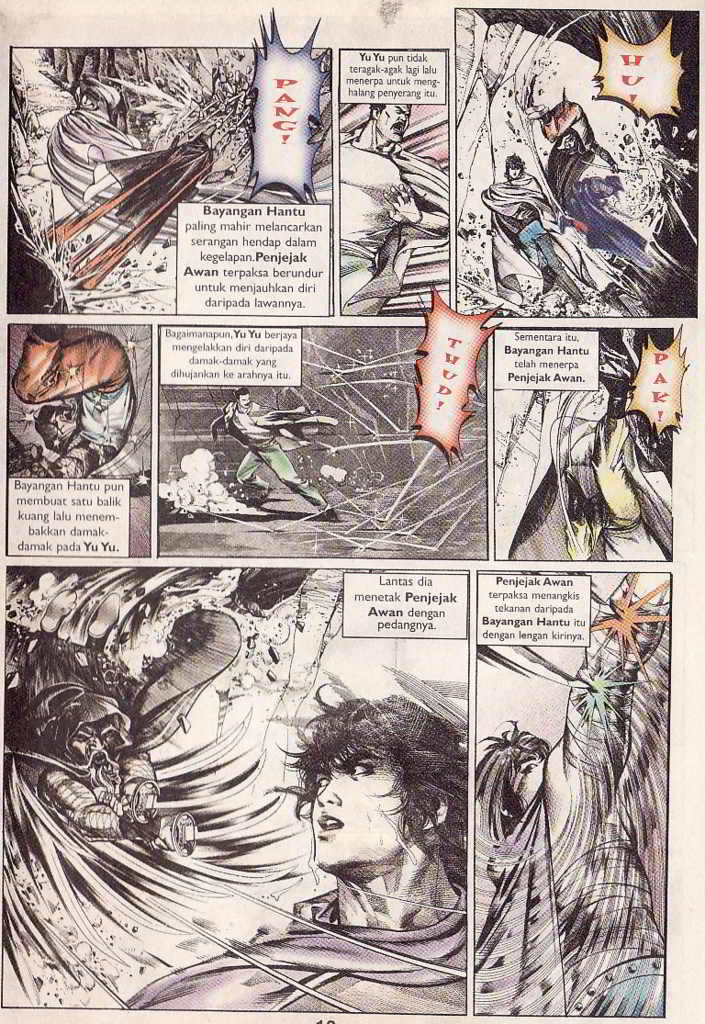 PANG!
Bayangan Hantu
paling mahir melancarkan
serangan hendap dalam
kegelapan.Penjejak
Awan terpaksa berundur
untuk menjauhkan diri
daripada lawannya.
Yu Yu pun tidak
teragak-agak lagi lalu
menerpa untuk meng-
halang penyerang itu.
HU!
Bayangan Hantu pun
membuat satu balik
kuang lalu menem-
bakkan damak-
damak pada Yu Yu.
Bagaimanapun,Yu Yu berjaya
mengelakkan diri daripada
damak-damak yang
dihujankan ke arahnya itu.
THUD!
Sementara itu,
Bayangan Hantu
telah menerpa
Penjejak Awan.
PAK!
Lantas dia
menetak Penjejak
Awan dengan
pedangnya.
Penjejak Awan
terpaksa menangkis
tekanan daripada
Bayangan Hantu itu
dengan lengan kirinya.